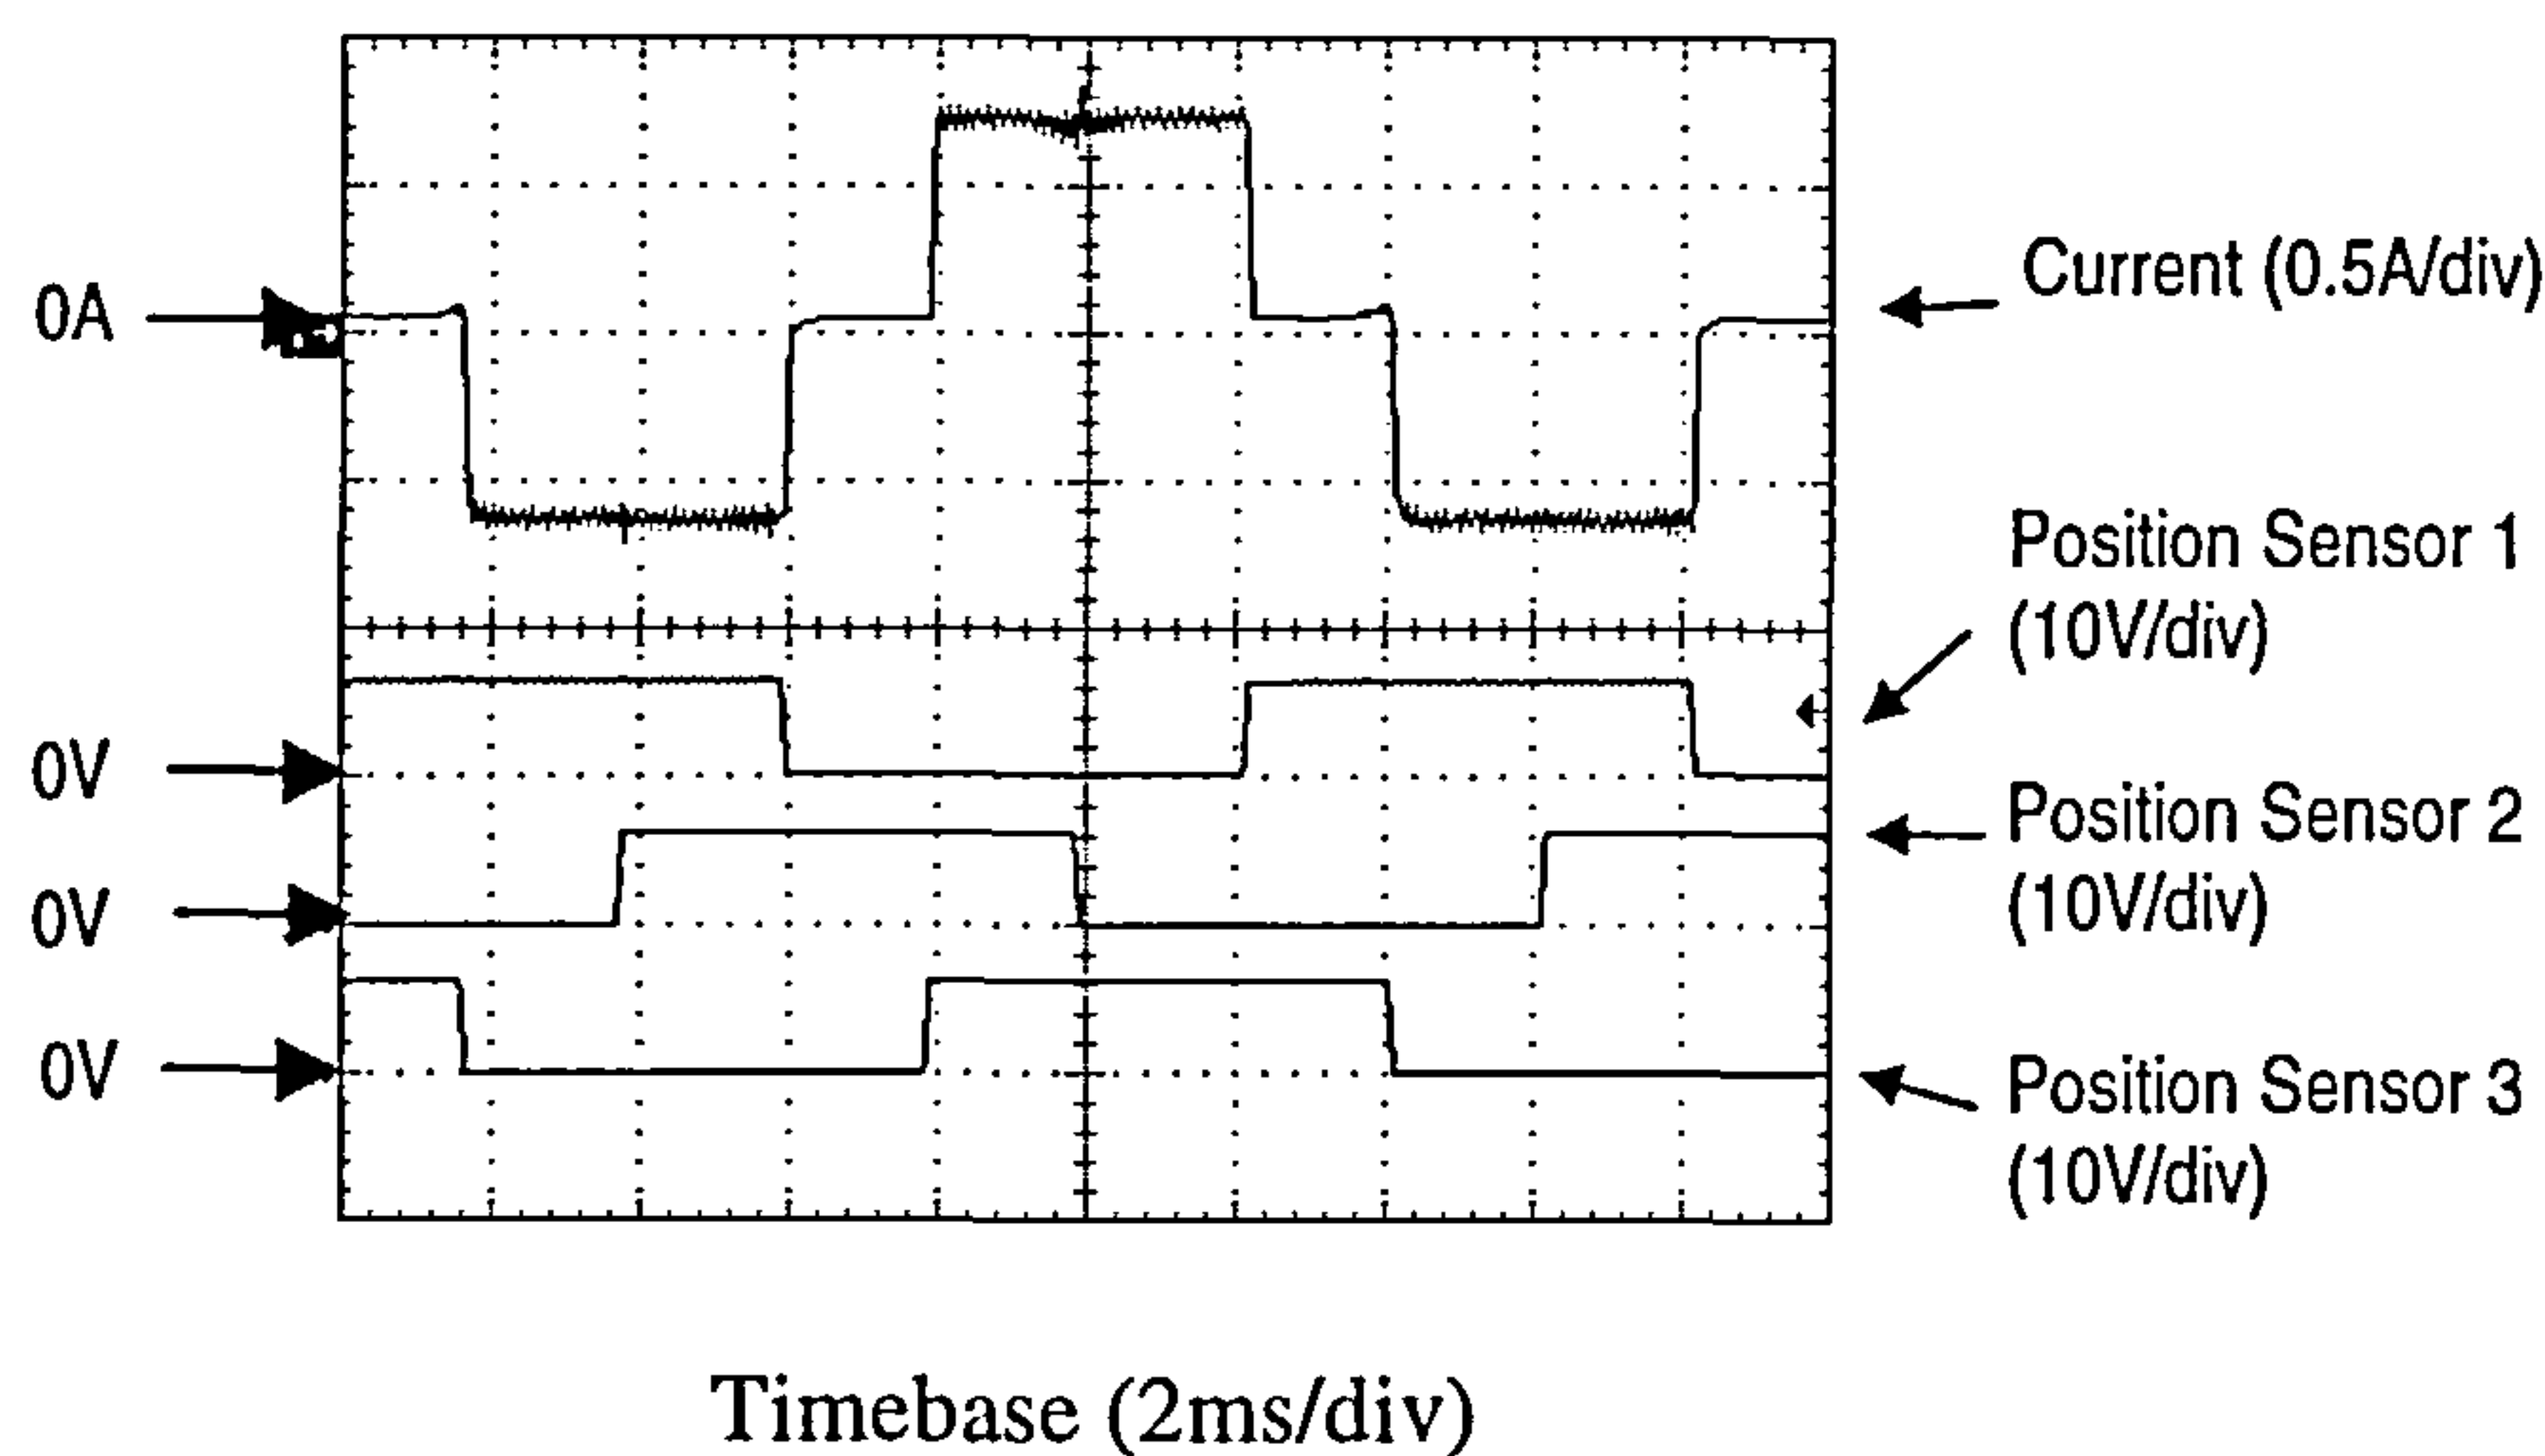 0A
Current (0.5A/div)
Position Sensor 1
(10V/div)
0V
Position Sensor 2
(10V/div)
0V
Position Sensor 3
(10V/div)
0V
Timebase (2ms/div)